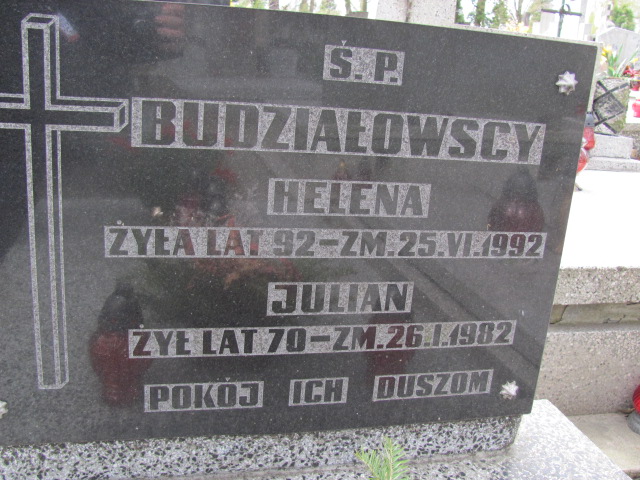 Ś. P.
BUDZIAŁOWSCY
HELENA
ŻYŁA LAT 92-ZM. 25. VI. 1992
JULIAN
ŻYŁ LAT 70-ZM. 26. I. 1982
POKÓJ ICH DUSZOM